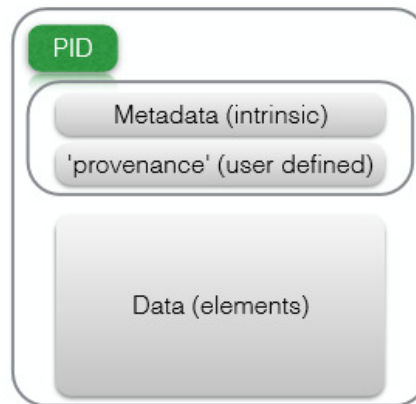 PID
Metadata (intrinsic)
'provenance' (user defined)
Data (elements)